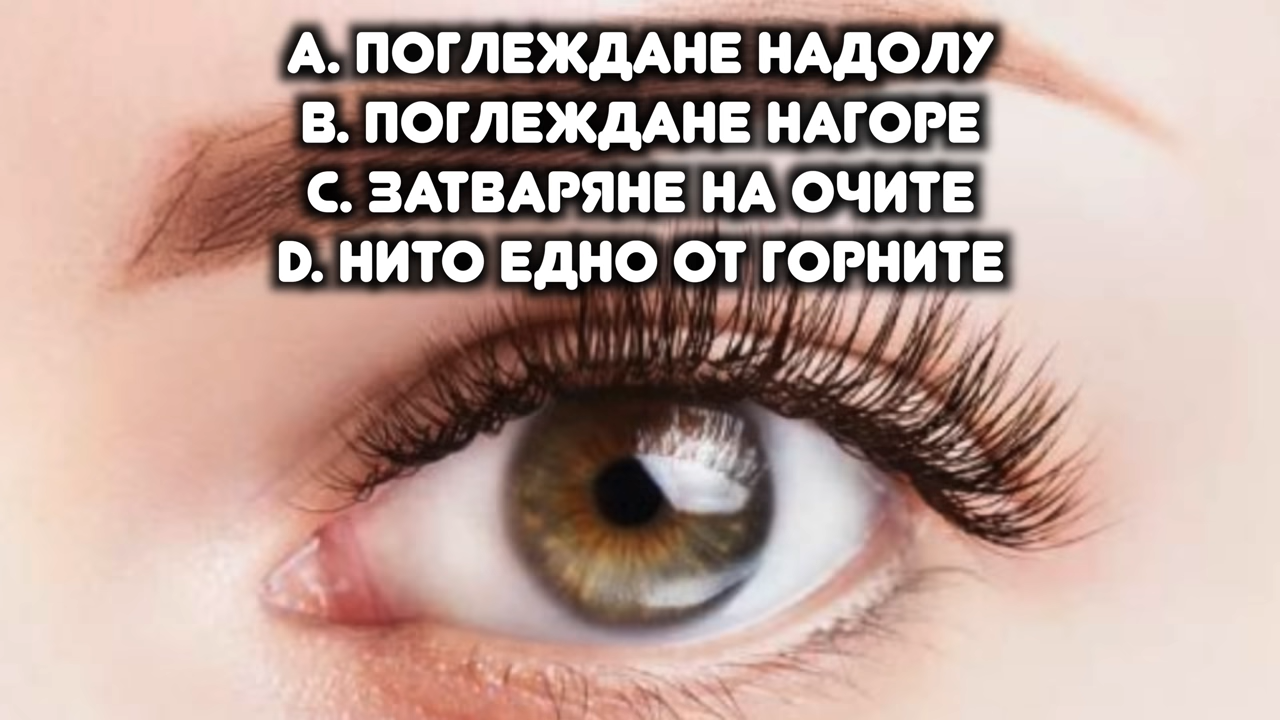 А. ПОГЛЕЖДАНЕ НАДОЛУ
B. ПОГЛЕЖДАНЕ НАГОРЕ
C. ЗАТВАРЯНЕ НА ОЧИТЕ
D. НИТО ЕДНО ОТ ГОРНИТЕ